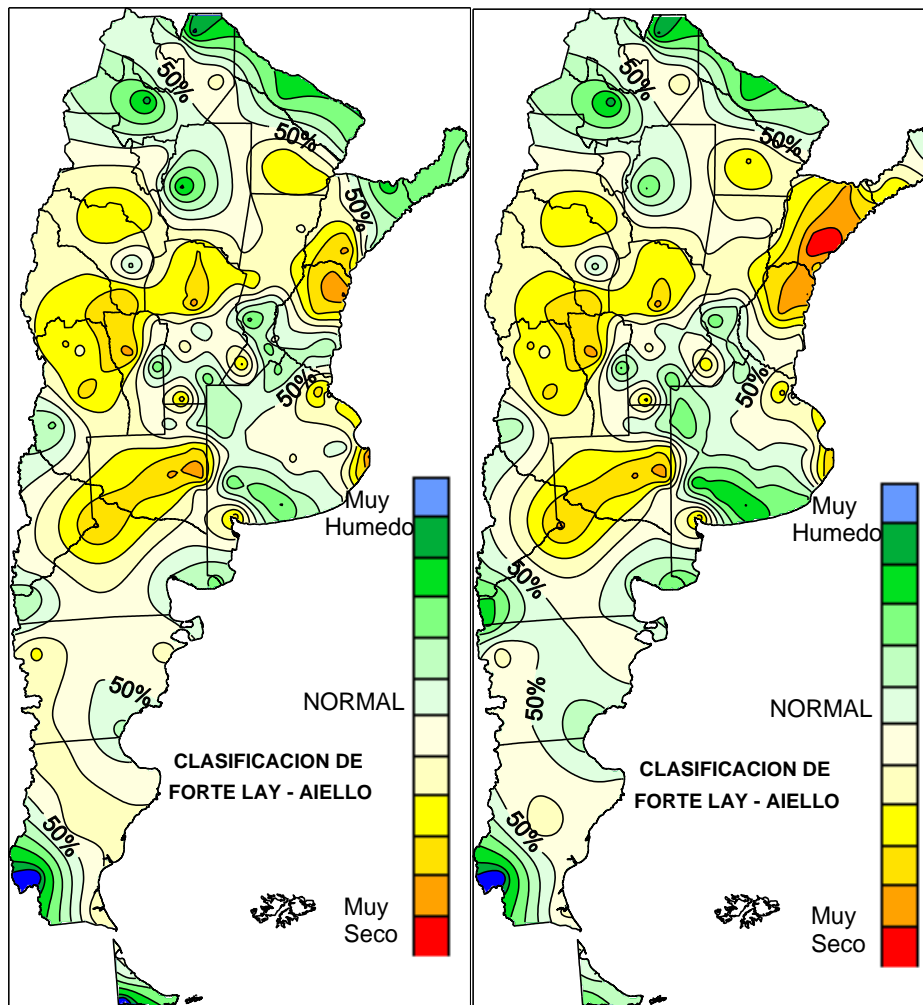 50%
50%
50%
50%
50%
50%
Muy
Humedo
NORMAL
CLASIFICACION DE
FORTE LAY - AIELLO
Muy
Seco
50%
50%
50%
50%
50%
50%
Muy
Humedo
NORMAL
CLASIFICACION DE
FORTE LAY - AIELLO
Muy
Seco